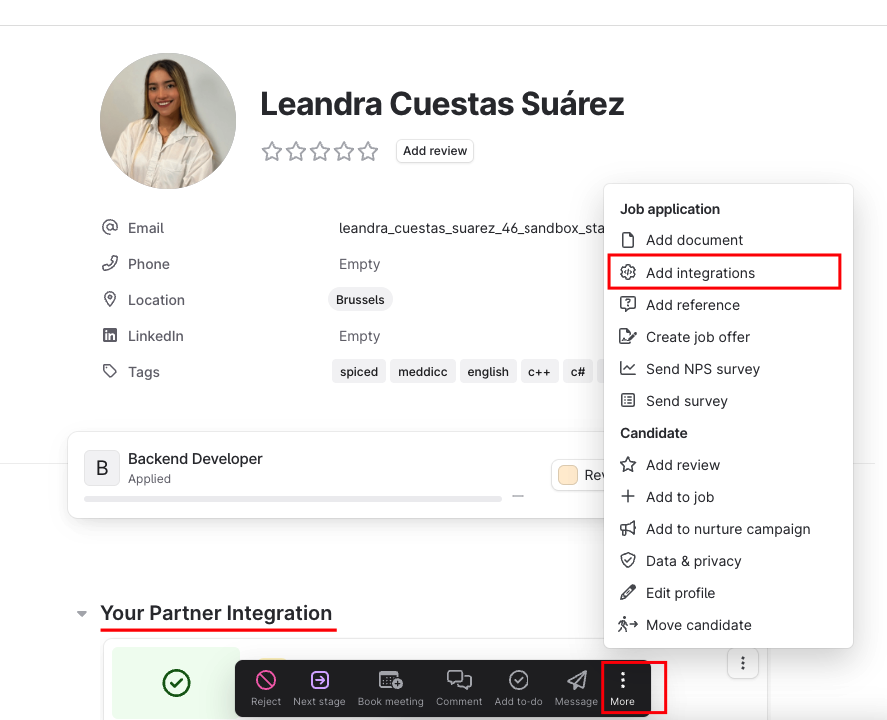 Leandra Cuestas Suárez
Add review
Email leandra_cuestas_suarez_46_sandbox_sta
Phone Empty
Location Brussels
LinkedIn Empty
Tags spiced meddicc english c++ c#
B Backend Developer
Applied
Rev
Job application
Add document
Add integrations
Add reference
Create job offer
Send NPS survey
Send survey
Candidate
Add review
Add to job
Add to nurture campaign
Data & privacy
Edit profile
Move candidate
Your Partner Integration
Reject Next stage Book meeting Comment Add to-do Message More